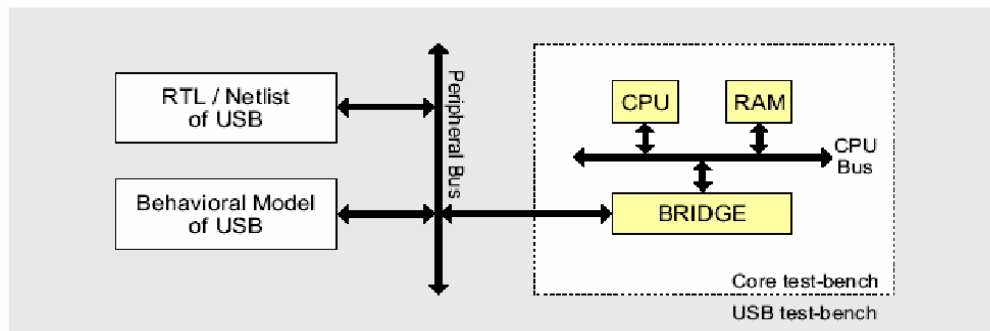 RTL / Netlist
of USB
Behavioral Model
of USB
Peripheral Bus
CPU
RAM
CPU
Bus
BRIDGE
Core test-bench
USB test-bench